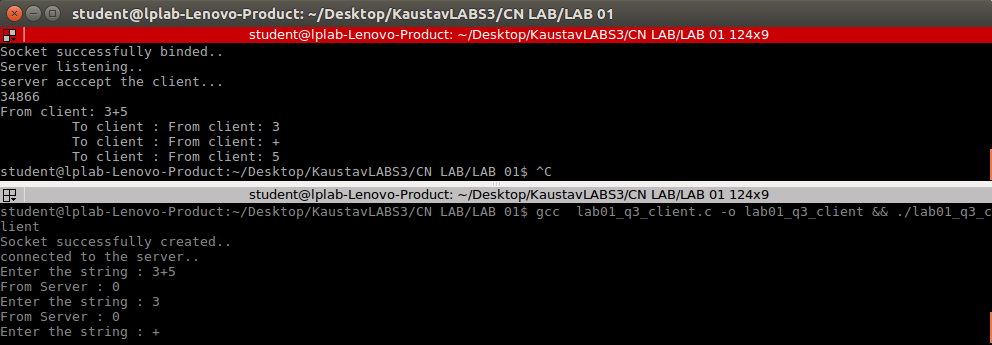 student@lplab-Lenovo-Product: ~/Desktop/KaustavLABS3/CN LAB/LAB 01
student@lplab-Lenovo-Product: ~/Desktop/KaustavLABS3/CN LAB/LAB 01 124x9
Socket successfully binded..
Server listening..
server acccept the client...
34866
From client: 3+5
To client : From client: 3
To client : From client: +
To client : From client: 5
student@lplab-Lenovo-Product:~/Desktop/KaustavLABS3/CN LAB/LAB 01$ ^C
student@lplab-Lenovo-Product: ~/Desktop/KaustavLABS3/CN LAB/LAB 01 124x9
student@lplab-Lenovo-Product:~/Desktop/KaustavLABS3/CN LAB/LAB 01$ gcc  lab01_q3_client.c -o lab01_q3_client && ./lab01_q3_c
lient
Socket successfully created..
connected to the server..
Enter the string : 3+5
From Server : 0
Enter the string : 3
From Server : 0
Enter the string : +